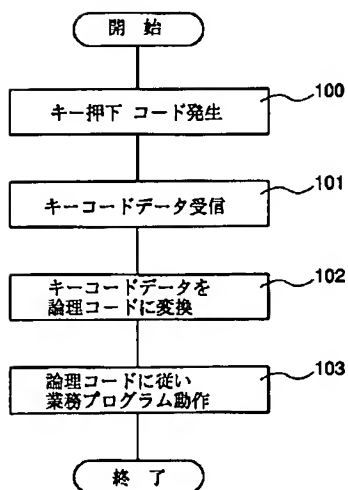 開 始
キー押下 コード発生
100
キーコードデータ受信
101
キーコードデータを
論理コードに変換
102
論理コードに従い
業務プログラム動作
103
終 了